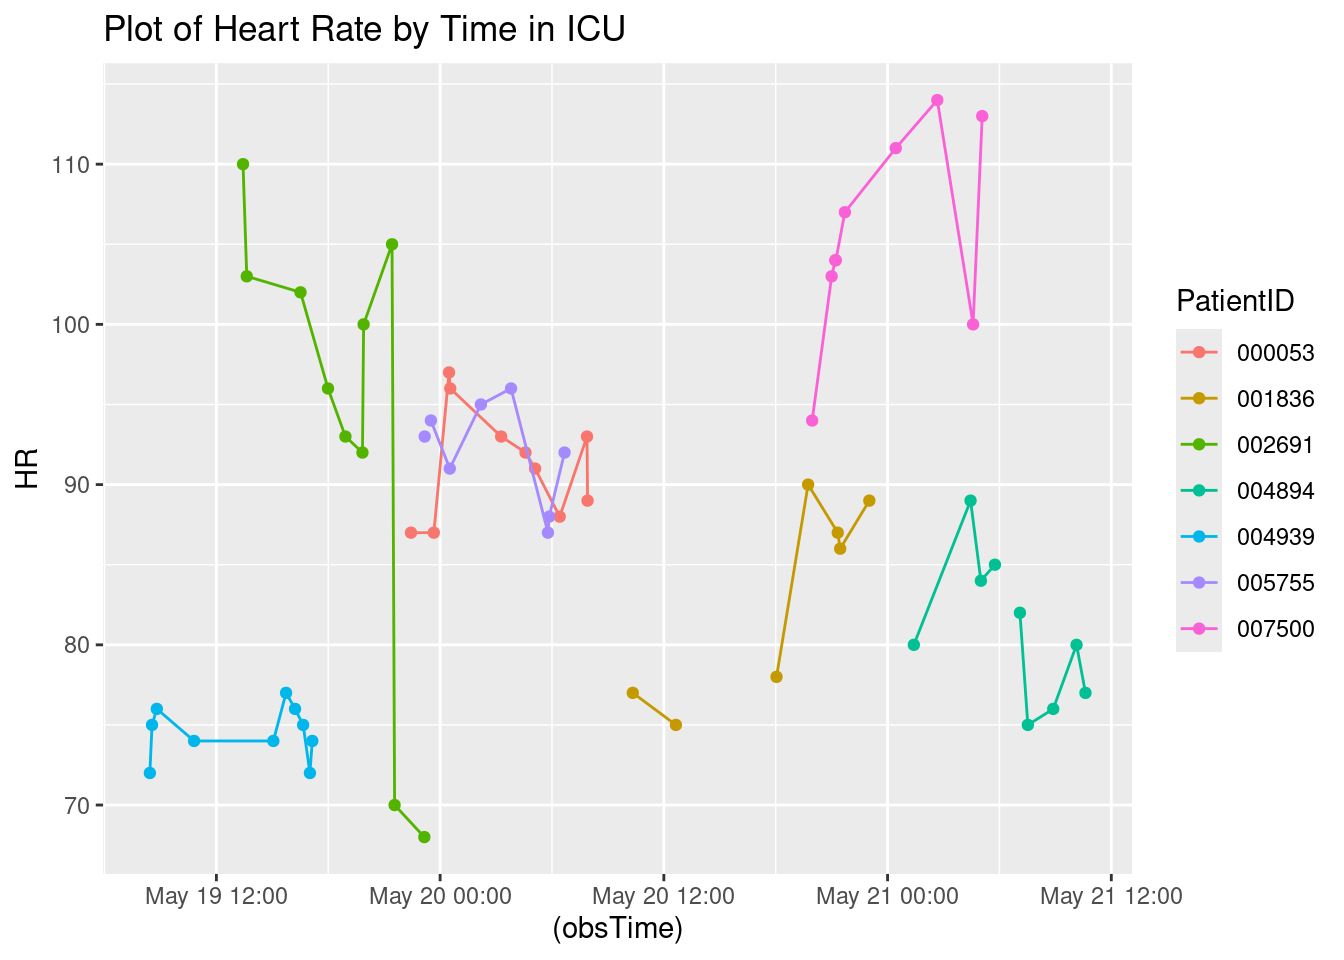 Plot of Heart Rate by Time in ICU
HR
110
100
90
80
70
May 19 12:00
May 20 00:00
May 20 12:00
May 21 00:00
May 21 12:00
(obsTime)
PatientID
000053
001836
002691
004894
004939
005755
007500